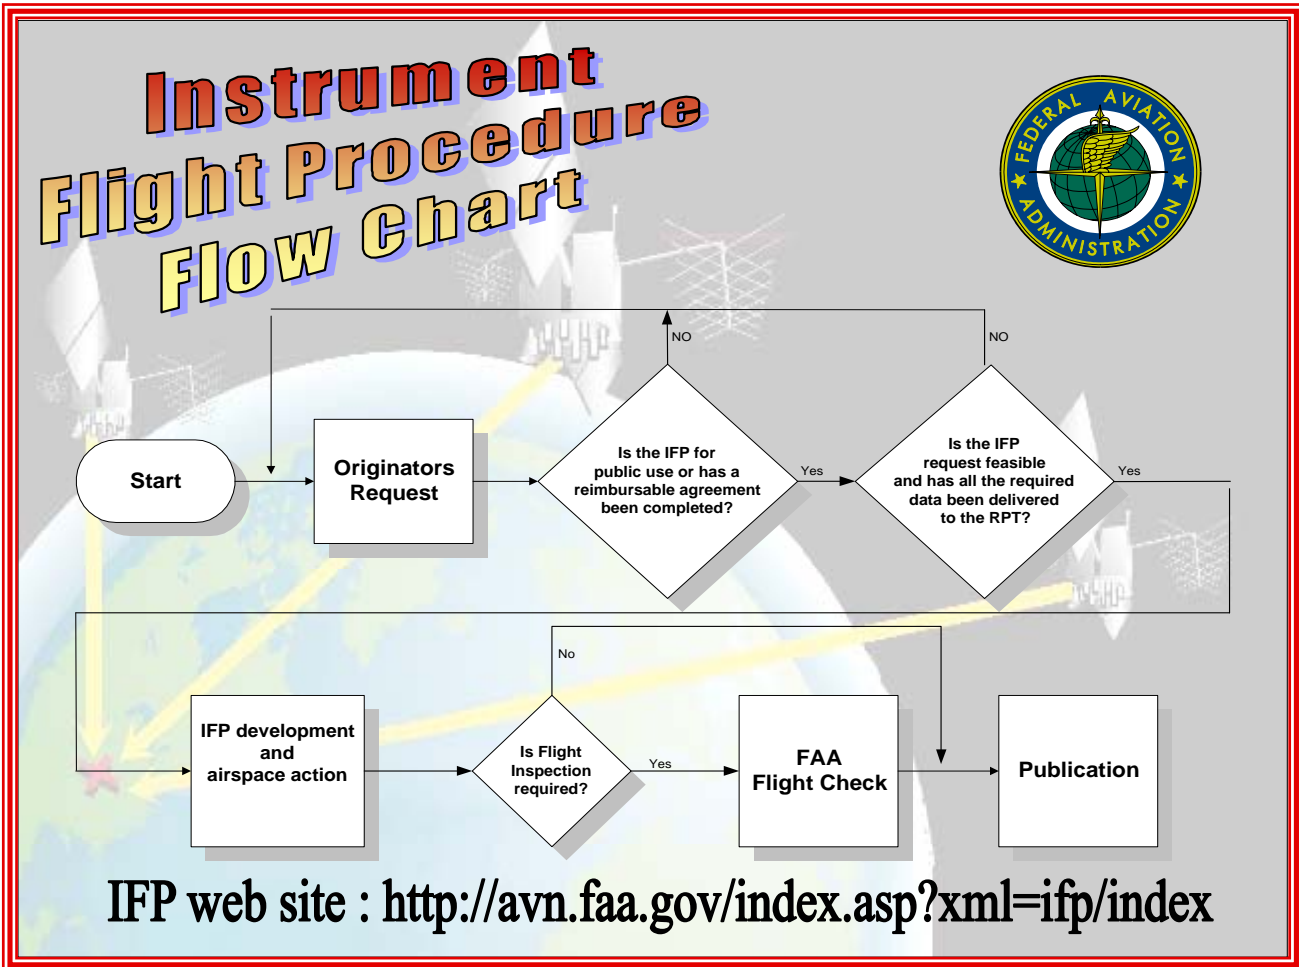 Instrument
Flight Procedure
Flow Chart
FEDERAL AVIATION
ADMINISTRATION
NO
NO
Start
Originators
Request
Is the IFP for
public use or has a
reimbursable agreement
been completed?
Yes
Is the IFP
request feasible
and has all the required
data been delivered
to the RPT?
Yes
No
IFP development
and
airspace action
Is Flight
Inspection
required?
Yes
FAA
Flight Check
Publication
IFP web site : http://avn.faa.gov/index.asp?xml=ifp/index